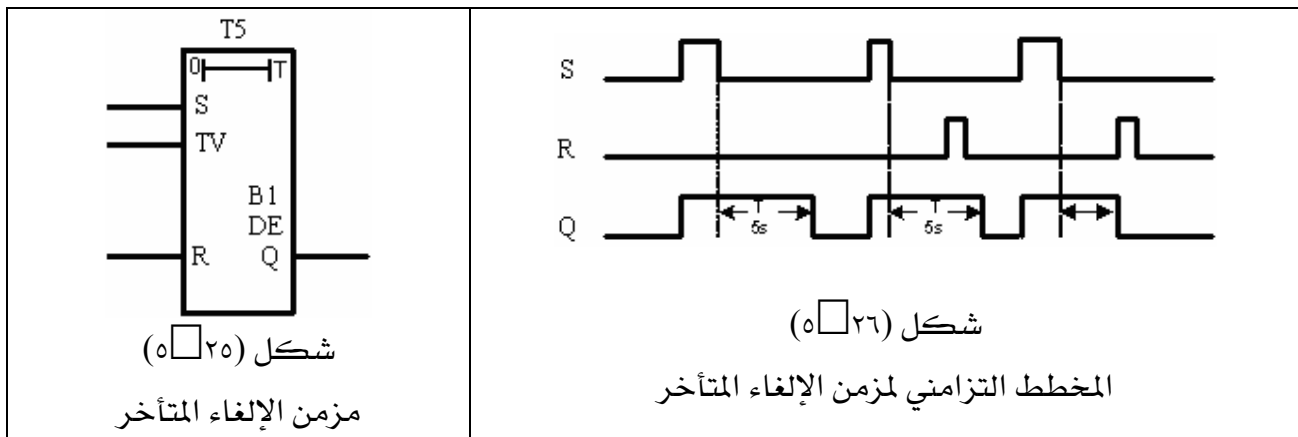 T5
0 T
S
TV
B1
DE
R Q
شكل (٢٥□٥)
مزمن الإلغاء المتأخر
S
R
Q
T
5s
T
5s
شكل (٢٦□٥)
المخطط التزامني لمزمن الإلغاء المتأخر